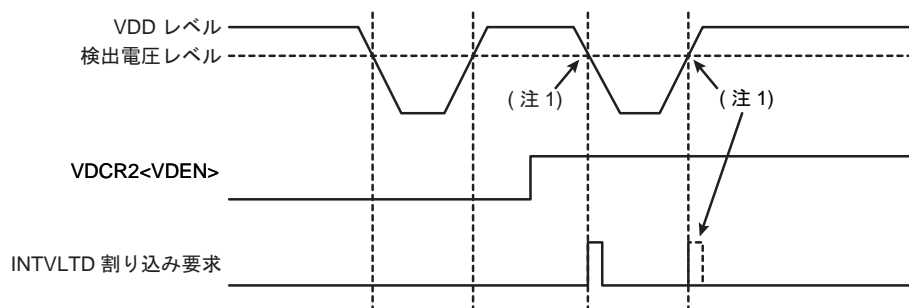 VDD レベル
検出電圧レベル
( 注 1)
( 注 1)
VDCR2<VDEN>
INTVLTD 割り込み要求